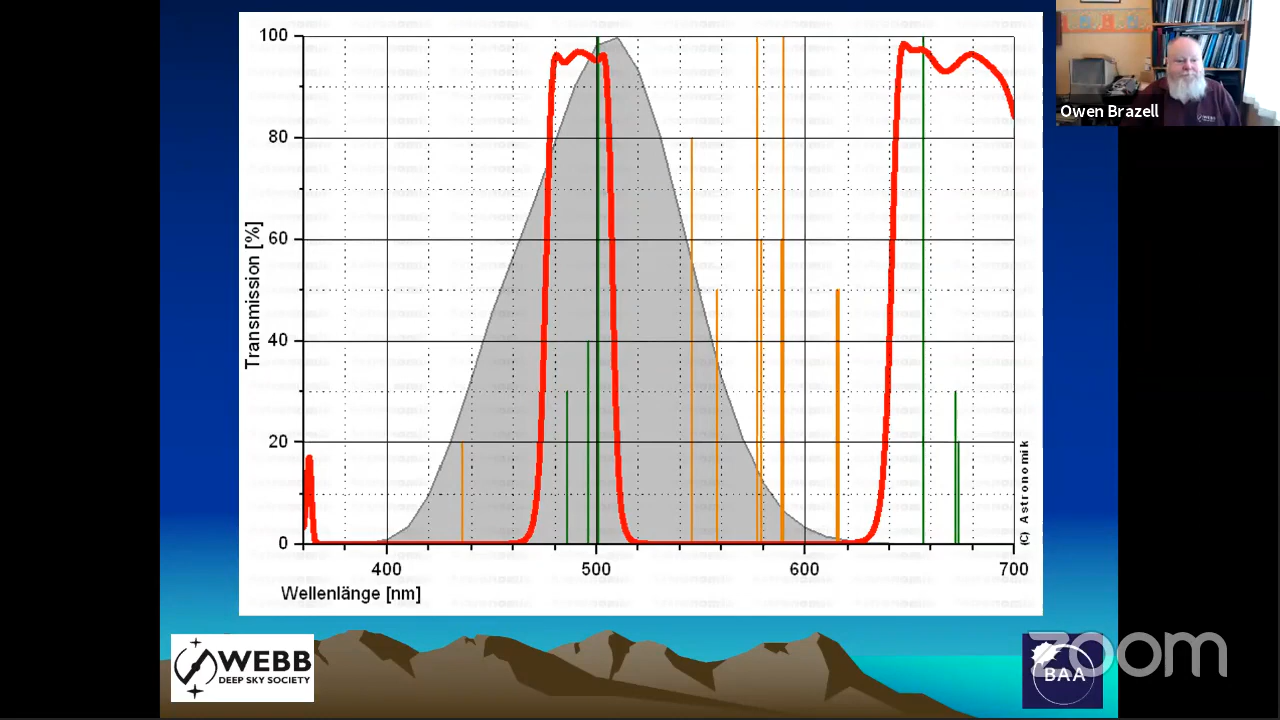 100
80
60
40
20
0
Transmission [%]
400
500
600
700
Wellenlänge [nm]
(C) Astronomik
Owen Brazell
WEBB
WEBB
DEEP SKY SOCIETY
BAA
zoom